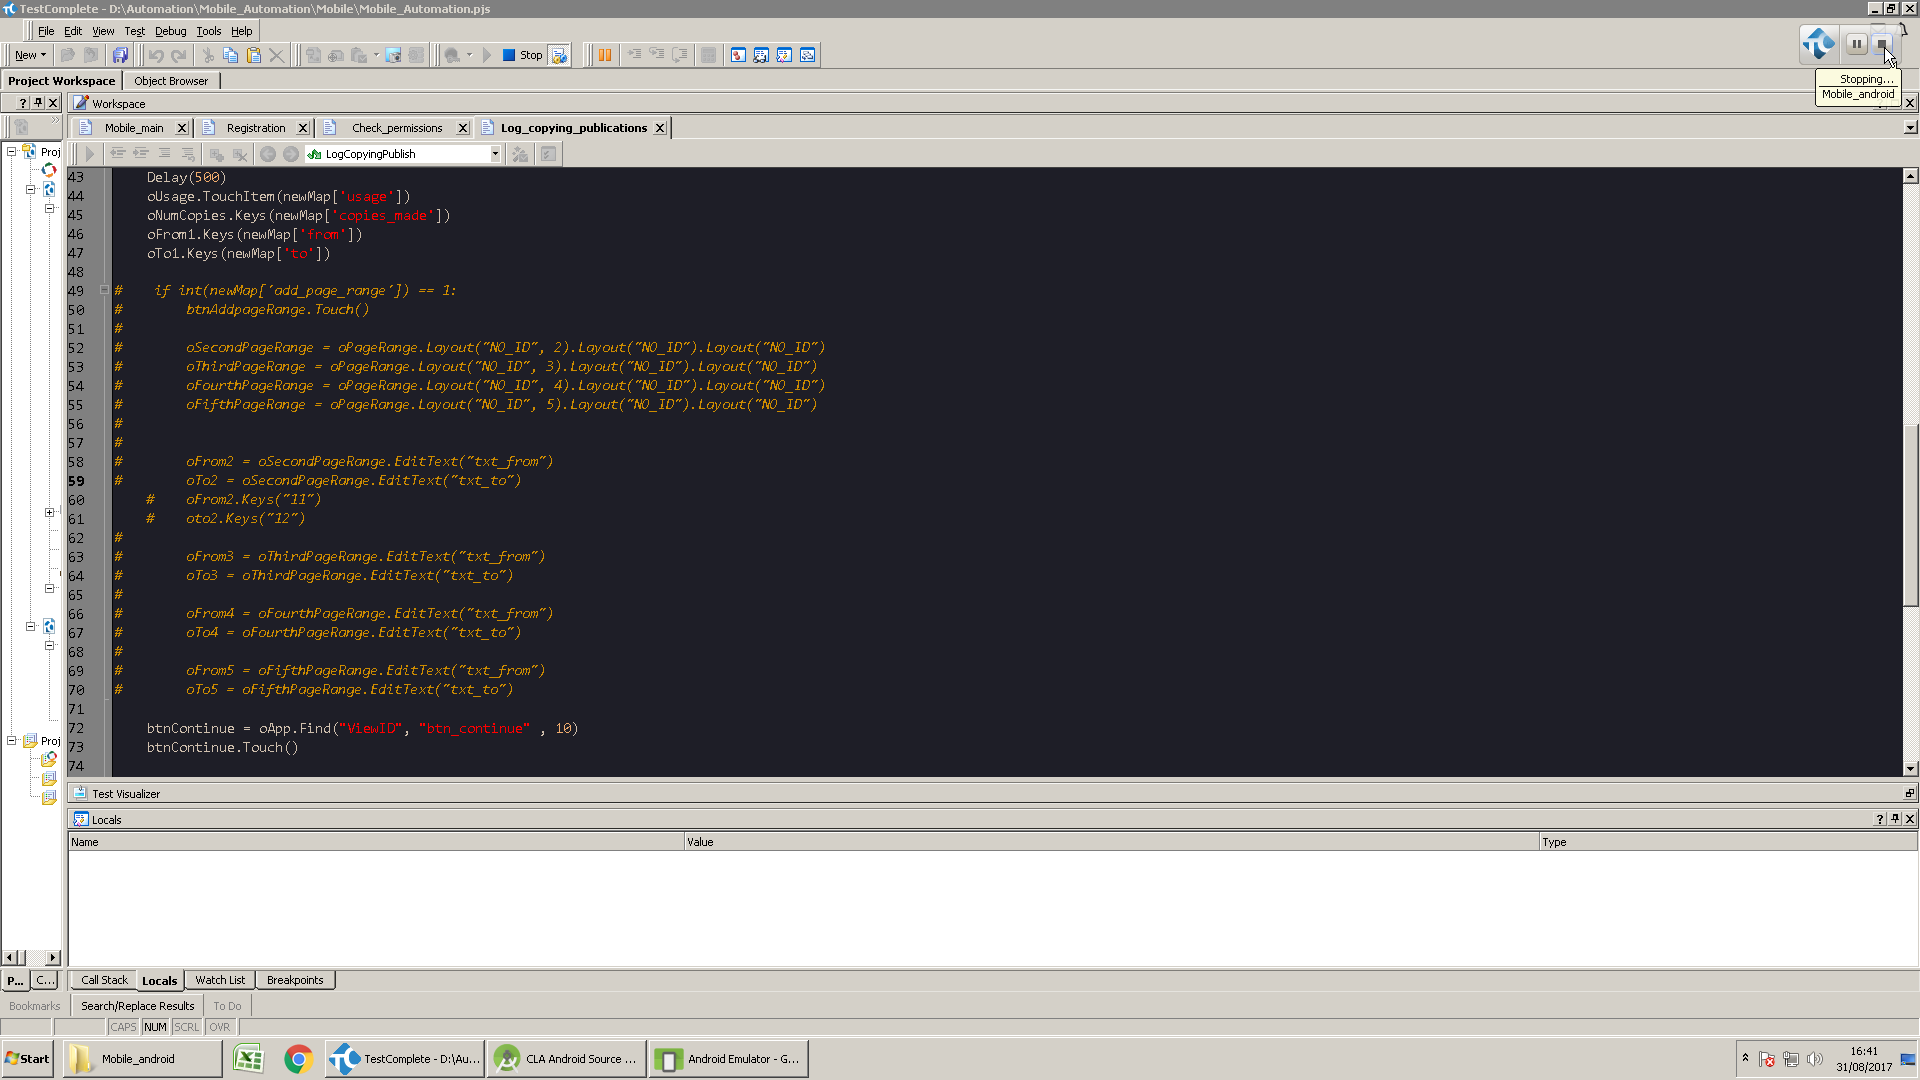 TestComplete - D:\Automation\Mobile_Automation\Mobile\Mobile_Automation.pjs
File Edit View Test Debug Tools Help
New Stop
Stopping...
Mobile_android
Project Workspace Object Browser
Workspace
Mobile_main Registration Check_permissions Log_copying_publications
LogCopyingPublish
43 Delay(500)
44 oUsage.TouchItem(newMap['usage'])
45 oNumCopies.Keys(newMap['copies_made'])
46 oFrom1.Keys(newMap['from'])
47 oTo1.Keys(newMap['to'])
48
49 # if int(newMap['add_page_range']) == 1:
50 # btnAddpageRange.Touch()
51 #
52 # oSecondPageRange = oPageRange.Layout("NO_ID", 2).Layout("NO_ID").Layout("NO_ID")
53 # oThirdPageRange = oPageRange.Layout("NO_ID", 3).Layout("NO_ID").Layout("NO_ID")
54 # oFourthPageRange = oPageRange.Layout("NO_ID", 4).Layout("NO_ID").Layout("NO_ID")
55 # oFifthPageRange = oPageRange.Layout("NO_ID", 5).Layout("NO_ID").Layout("NO_ID")
56 #
57 #
58 # oFrom2 = oSecondPageRange.EditText("txt_from")
59 # oTo2 = oSecondPageRange.EditText("txt_to")
60 # oFrom2.Keys("11")
61 # oto2.Keys("12")
62 #
63 # oFrom3 = oThirdPageRange.EditText("txt_from")
64 # oTo3 = oThirdPageRange.EditText("txt_to")
65 #
66 # oFrom4 = oFourthPageRange.EditText("txt_from")
67 # oTo4 = oFourthPageRange.EditText("txt_to")
68 #
69 # oFrom5 = oFifthPageRange.EditText("txt_from")
70 # oTo5 = oFifthPageRange.EditText("txt_to")
71
72 btnContinue = oApp.Find("ViewID", "btn_continue" , 10)
73 btnContinue.Touch()
74
Proj
Proj
Test Visualizer
Locals
Name Value Type
P... C... Call Stack Locals Watch List Breakpoints
Bookmarks Search/Replace Results To Do
CAPS NUM SCRL OVR
Start Mobile_android TestComplete - D:\Au... CLA Android Source ... Android Emulator - G...
16:41
31/08/2017